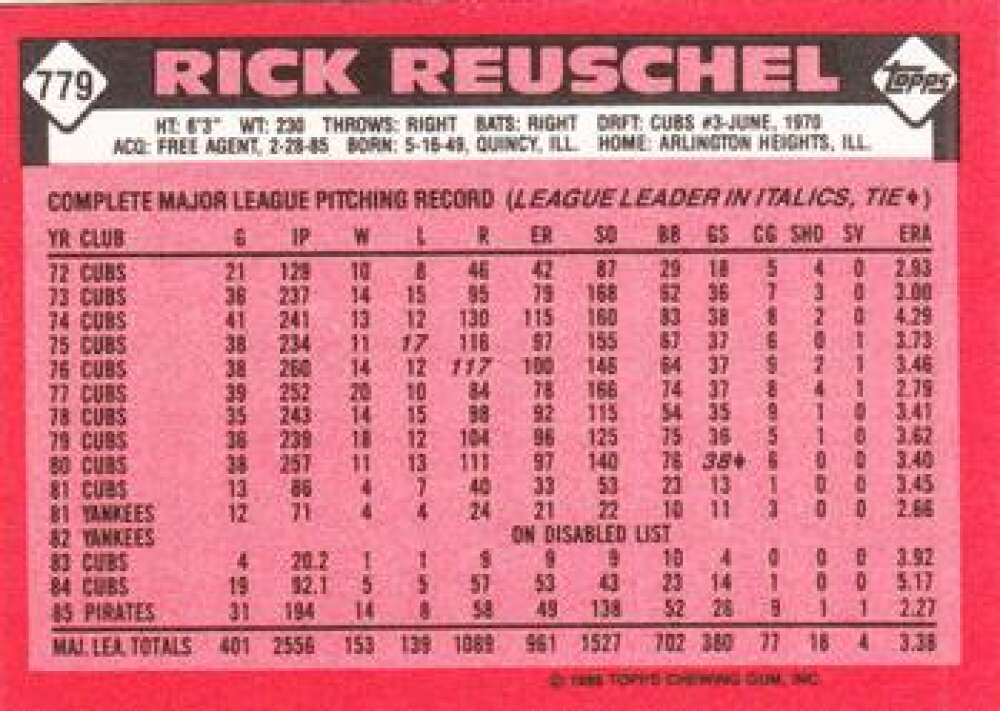 779 RICK REUSCHEL topps
HT: 6'3" WT: 230 THROWS: RIGHT BATS: RIGHT DRFT: CUBS #3-JUNE, 1970
ACQ: FREE AGENT, 2-28-85 BORN: 5-16-49, QUINCY, ILL. HOME: ARLINGTON HEIGHTS, ILL.
COMPLETE MAJOR LEAGUE PITCHING RECORD (LEAGUE LEADER IN ITALICS, TIE ♦)
YR CLUB G IP W L R ER SO BB GS CG SHO SV ERA
72 CUBS 21 129 10 8 46 42 87 29 18 5 4 0 2.93
73 CUBS 36 237 14 15 95 79 168 62 36 7 3 0 3.00
74 CUBS 41 241 13 12 130 115 160 83 38 8 2 0 4.29
75 CUBS 38 234 11 17 116 97 155 67 37 6 0 1 3.73
76 CUBS 38 260 14 12 117 100 146 64 37 9 2 1 3.46
77 CUBS 39 252 20 10 84 78 166 74 37 8 4 1 2.79
78 CUBS 35 243 14 15 98 92 115 54 35 9 1 0 3.41
79 CUBS 36 239 18 12 104 96 125 75 36 5 1 0 3.62
80 CUBS 38 257 11 13 111 97 140 76 38♦ 6 0 0 3.40
81 CUBS 13 86 4 7 40 33 53 23 13 1 0 0 3.45
81 YANKEES 12 71 4 4 24 21 22 10 11 3 0 0 2.66
82 YANKEES ON DISABLED LIST
83 CUBS 4 20.2 1 1 9 9 9 10 4 0 0 0 3.92
84 CUBS 19 92.1 5 5 57 53 43 23 14 1 0 0 5.17
85 PIRATES 31 194 14 8 58 49 138 52 26 9 1 1 2.27
MAJ. LEA. TOTALS 401 2556 153 139 1089 961 1527 702 380 77 18 4 3.38
© 1986 TOPPS CHEWING GUM, INC.